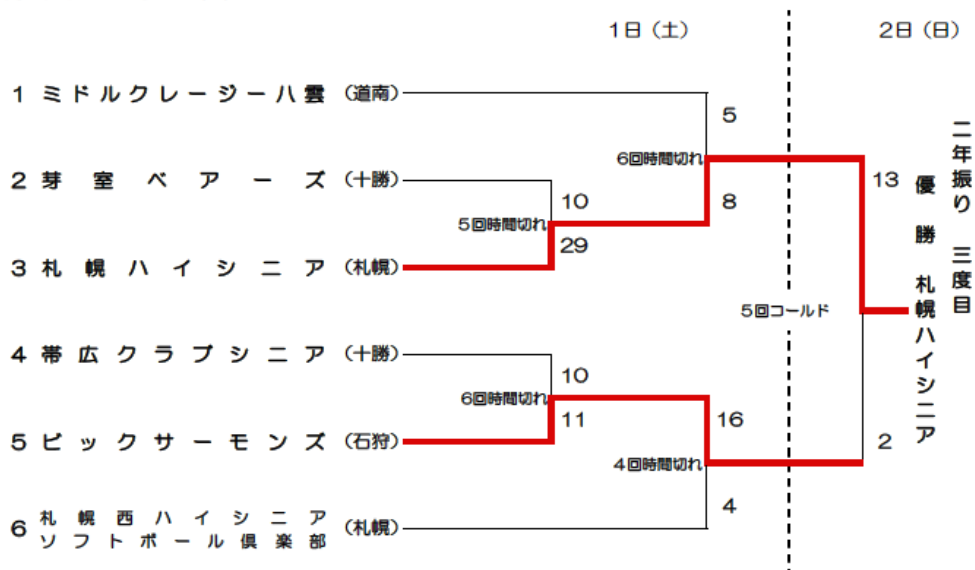 1日（土）
2日（日）
1 ミドルクレージー八雲（道南）
5
6回時間切れ
2 芽室ベアーズ（十勝）
10
8
13
5回時間切れ
29
3 札幌ハイシニア（札幌）
5回コールド
二年振り 三度目
優勝 札幌ハイシニア
4 帯広クラブシニア（十勝）
10
6回時間切れ
11
16
2
5 ビックサーモンズ（石狩）
4回時間切れ
4
6 札幌西ハイシニア
ソフトボール倶楽部（札幌）